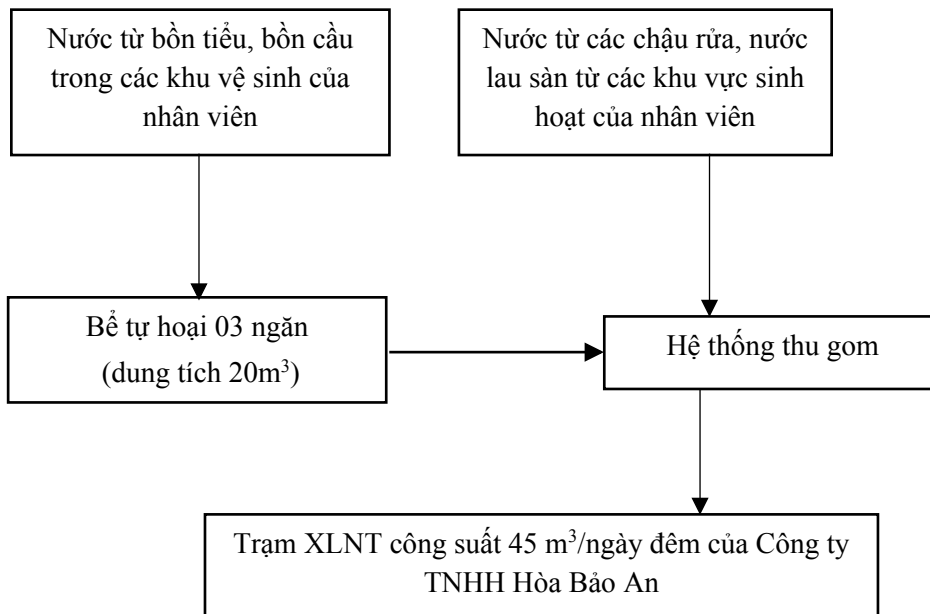 Nước từ bồn tiểu, bồn cầu
trong các khu vệ sinh của
nhân viên
Nước từ các chậu rửa, nước
lau sàn từ các khu vực sinh
hoạt của nhân viên
Bể tự hoại 03 ngăn
(dung tích 20m³)
Hệ thống thu gom
Trạm XLNT công suất 45 m³/ngày đêm của Công ty
TNHH Hòa Bảo An